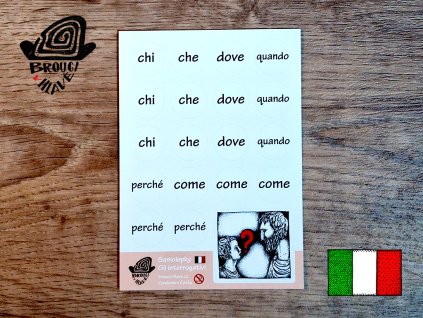 BROUCI
V HLAVĚ
chi che dove quando
chi che dove quando
chi che dove quando
perché come come come
perché perché
?
Samolepky
Gli interrogativi